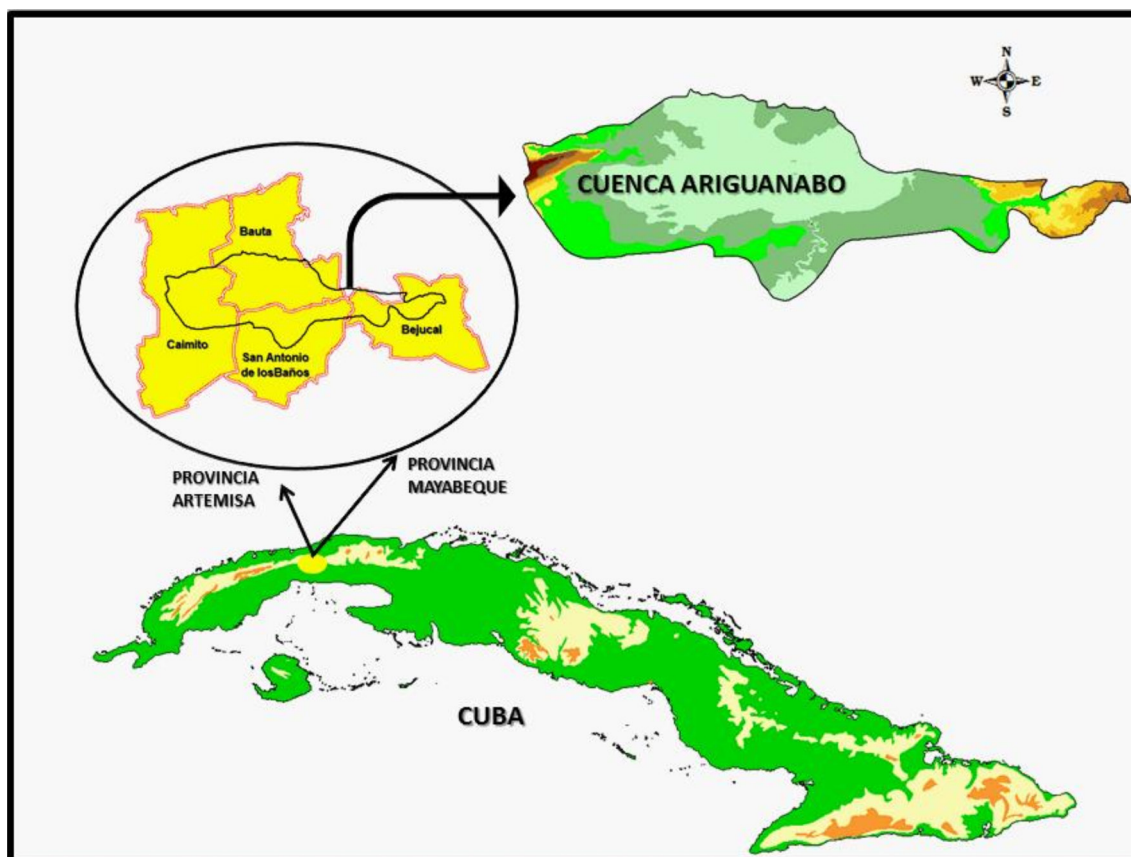 N
W E
S
CUENCA ARIGUANABO
Bauta
Caimito
San Antonio
de losBaños
Bejucal
PROVINCIA
ARTEMISA
PROVINCIA
MAYABEQUE
CUBA